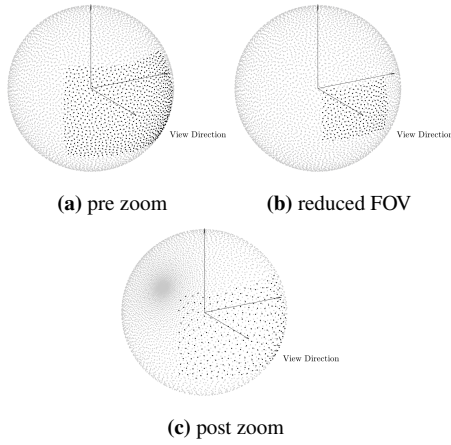 View Direction
View Direction
(a) pre zoom
(b) reduced FOV
View Direction
(c) post zoom